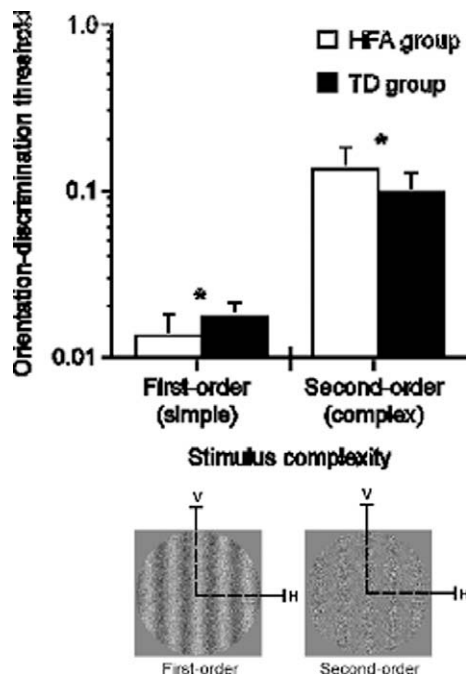 Orientation-discrimination threshold
1.0
0.1
0.01
HFA group
TD group
*
*
First-order
(simple)
Second-order
(complex)
Stimulus complexity
V
H
First-order
V
H
Second-order